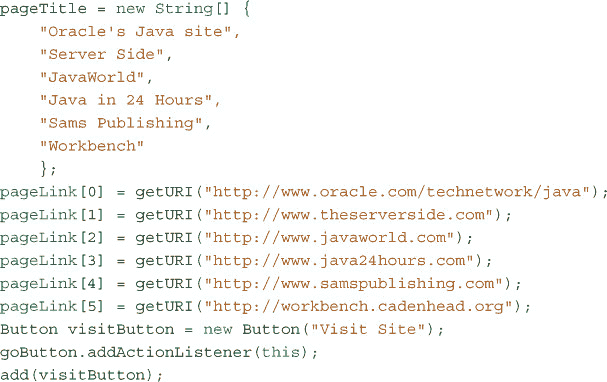 pageTitle = new String[] {
    "Oracle's Java site",
    "Server Side",
    "JavaWorld",
    "Java in 24 Hours",
    "Sams Publishing",
    "Workbench"
    };
pageLink[0] = getURI("http://www.oracle.com/technetwork/java");
pageLink[1] = getURI("http://www.theserverside.com");
pageLink[2] = getURI("http://www.javaworld.com");
pageLink[3] = getURI("http://www.java24hours.com");
pageLink[4] = getURI("http://www.samspublishing.com");
pageLink[5] = getURI("http://workbench.cadenhead.org");
Button visitButton = new Button("Visit Site");
goButton.addActionListener(this);
add(visitButton);